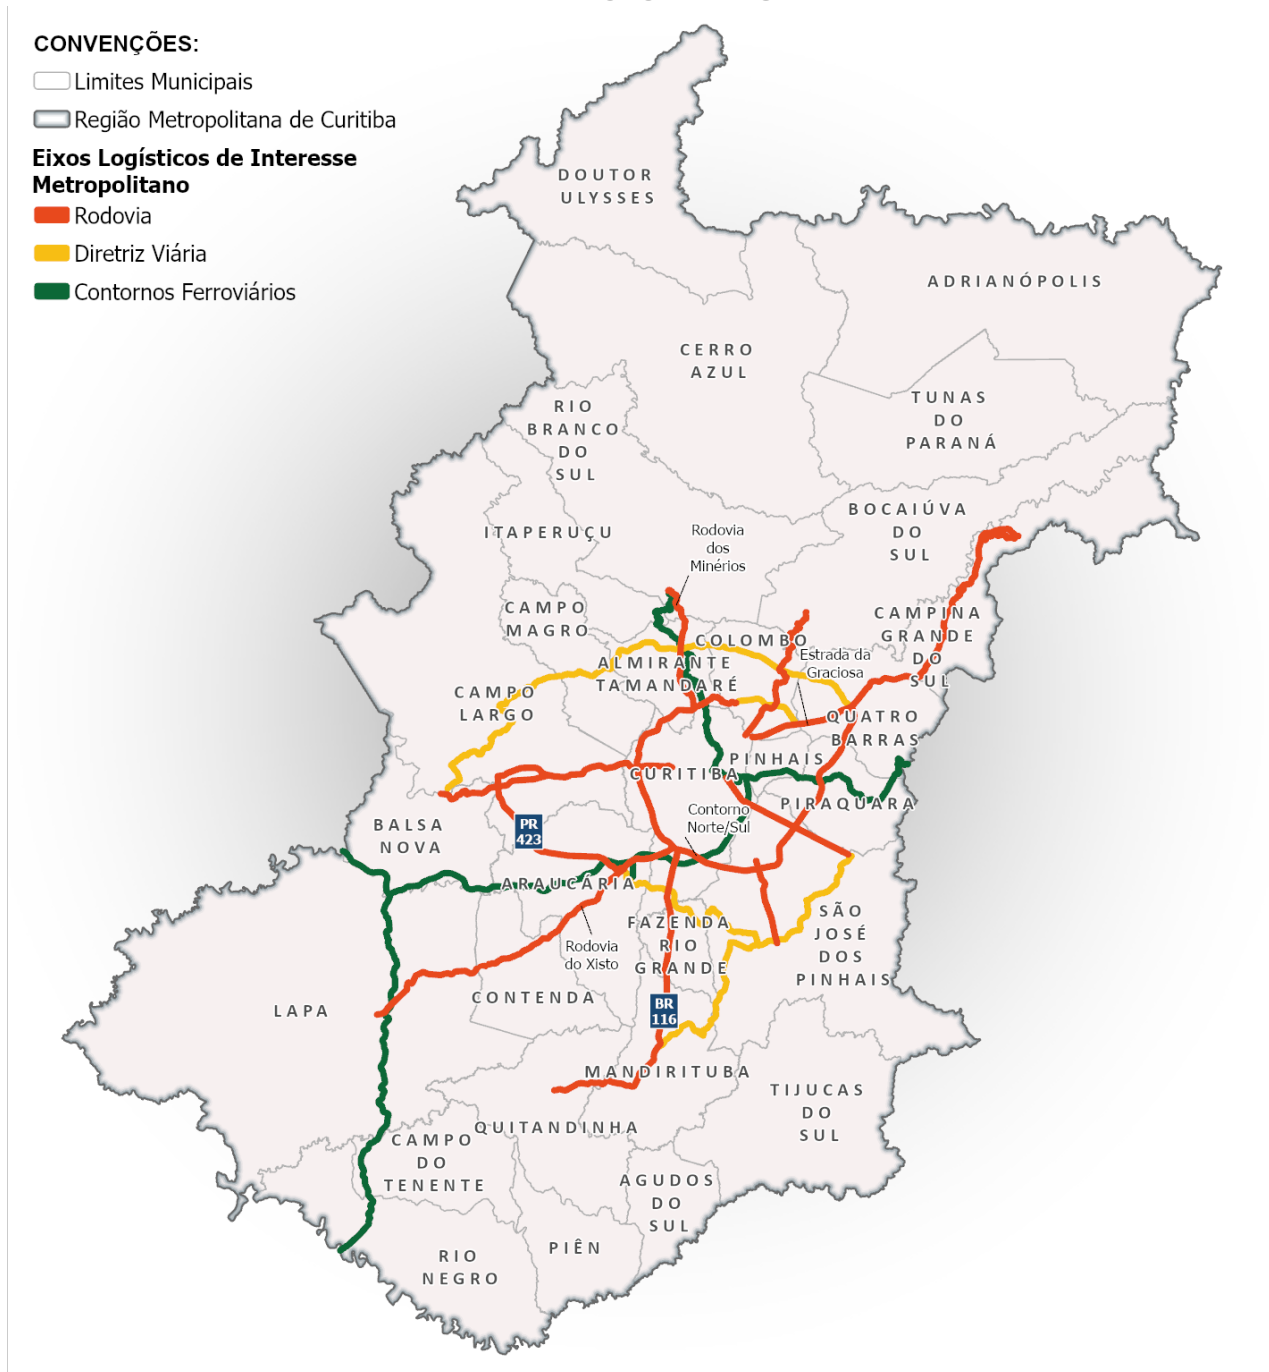 CONVENÇÕES:
Limites Municipais
Região Metropolitana de Curitiba
Eixos Logísticos de Interesse
Metropolitano
Rodovia
Diretriz Viária
Contornos Ferroviários
DOUTOR
ULYSSES
ADRIANÓPOLIS
CERRO
AZUL
TUNAS
DO
PARANÁ
RIO
BRANCO
DO
SUL
BOCAIÚVA
DO
SUL
ITAPERUÇU
Rodovia
dos
Minérios
CAMPO
MAGRO
CAMPINA
GRANDE
DO
SUL
COLOMBO
Estrada da
Graciosa
ALMIRANTE
TAMANDARÉ
CAMPO
LARGO
QUATRO
BARRAS
PINHAIS
CURITIBA
PIRAQUARA
Contorno
Norte/Sul
PR
423
BALSA
NOVA
ARAUCÁRIA
FAZENDA
RIO
GRANDE
SÃO
JOSÉ
DOS
PINHAIS
Rodovia
do Xisto
CONTENDA
LAPA
BR
116
MANDIRITUBA
TIJUCAS
DO
SUL
QUITANDINHA
CAMPO
DO
TENENTE
AGUDOS
DO
SUL
PIÊN
RIO
NEGRO